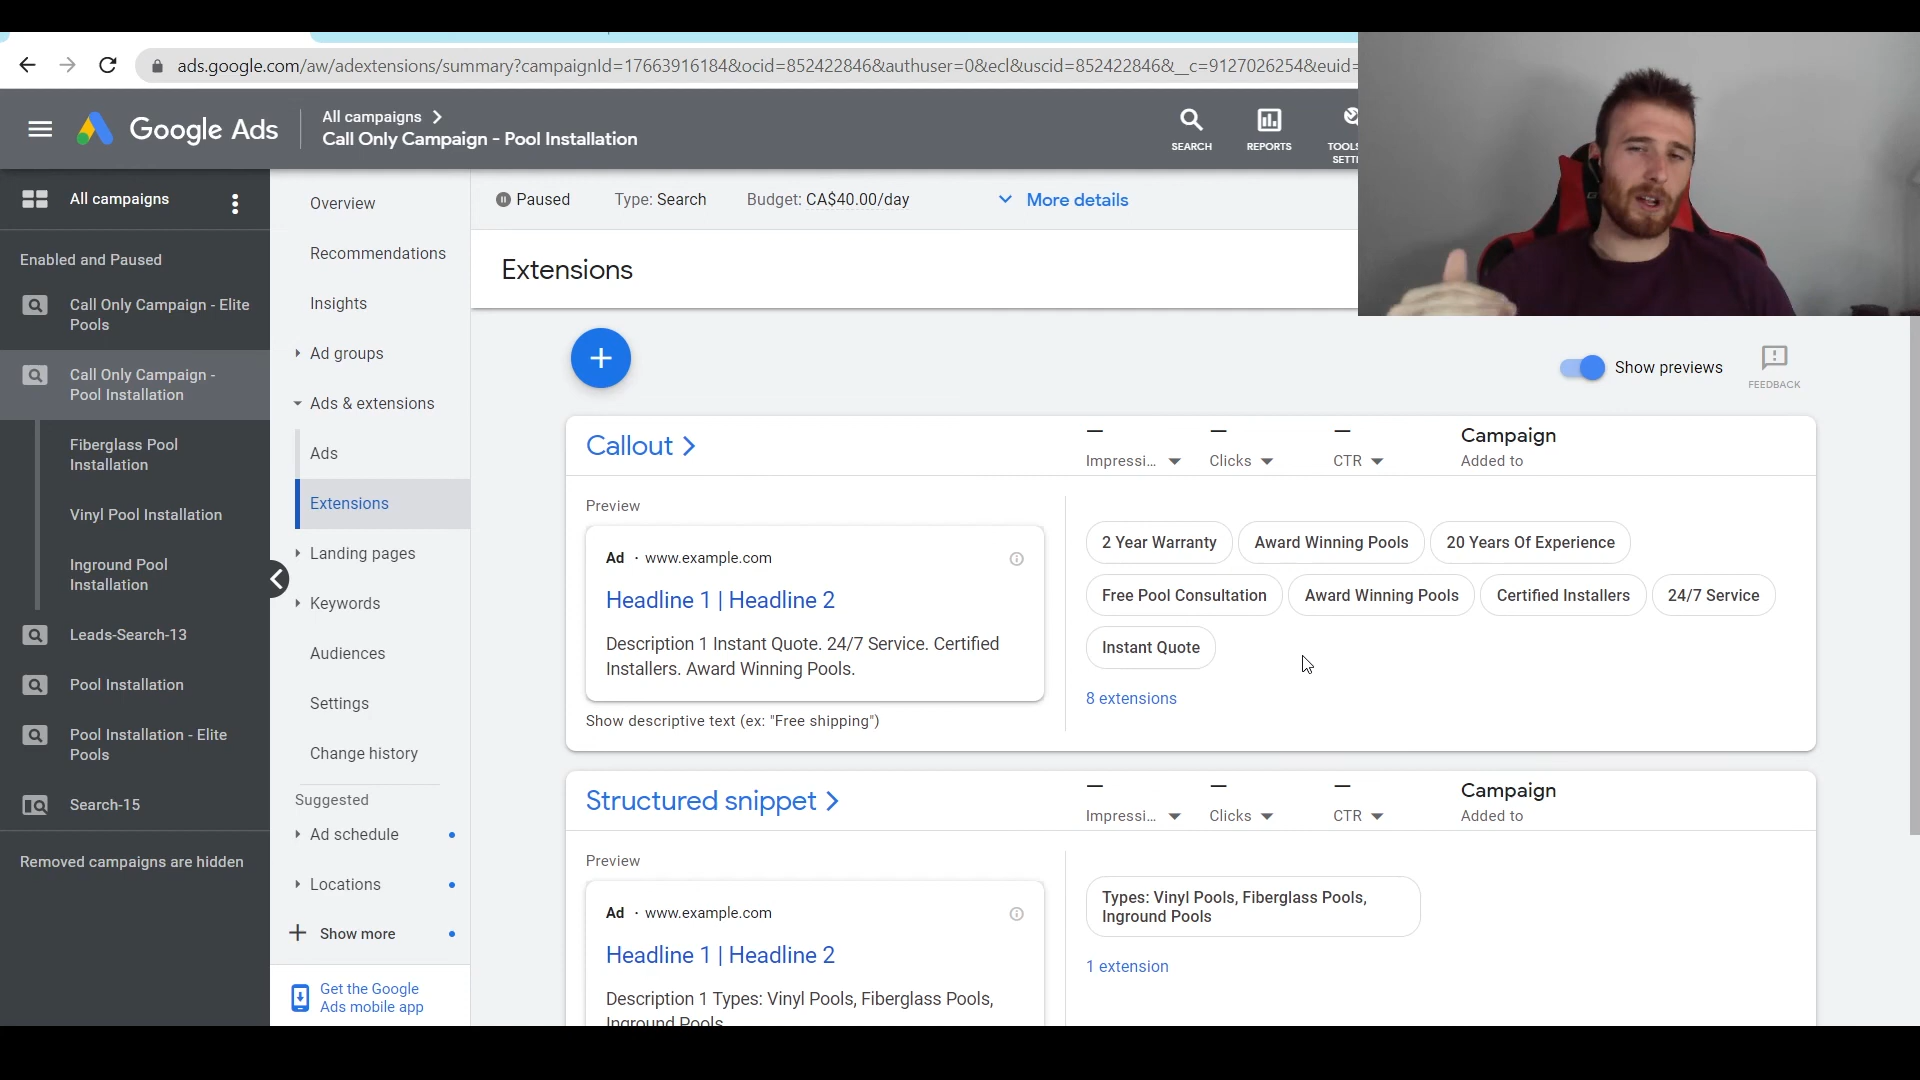 ads.google.com/aw/adextensions/summary?campaignId=17663916184&ocid=852422846&authuser=0&ecl&uscid=852422846&__c=9127026254&euid=
Google Ads
All campaigns
Call Only Campaign - Pool Installation
SEARCH
REPORTS
TOOLS
SETTI
All campaigns
Enabled and Paused
Call Only Campaign - Elite
Pools
Call Only Campaign -
Pool Installation
Fiberglass Pool
Installation
Vinyl Pool Installation
Inground Pool
Installation
Leads-Search-13
Pool Installation
Pool Installation - Elite
Pools
Search-15
Removed campaigns are hidden
Overview
Recommendations
Insights
Ad groups
Ads & extensions
Ads
Extensions
Landing pages
Keywords
Audiences
Settings
Change history
Suggested
Ad schedule
Locations
Show more
Get the Google
Ads mobile app
Paused
Type: Search
Budget: CA$40.00/day
More details
Extensions
Show previews
FEEDBACK
Callout
Impressi...
Clicks
CTR
Campaign
Added to
Preview
Ad · www.example.com
Headline 1 | Headline 2
Description 1 Instant Quote. 24/7 Service. Certified
Installers. Award Winning Pools.
Show descriptive text (ex: "Free shipping")
2 Year Warranty
Award Winning Pools
20 Years Of Experience
Free Pool Consultation
Award Winning Pools
Certified Installers
24/7 Service
Instant Quote
8 extensions
Structured snippet
Impressi...
Clicks
CTR
Campaign
Added to
Preview
Ad · www.example.com
Headline 1 | Headline 2
Description 1 Types: Vinyl Pools, Fiberglass Pools,
Inground Pools
Types: Vinyl Pools, Fiberglass Pools,
Inground Pools
1 extension